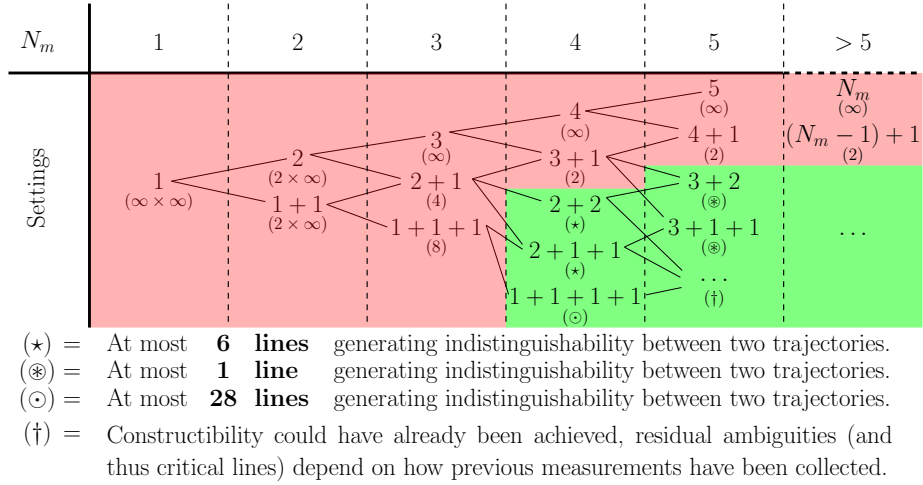 N_m 1 2 3 4 5 > 5
Settings
5 N_m
(∞) (∞)
4
(∞)
3 4 + 1 (N_m − 1) + 1
(∞) (2) (2)
2 3 + 1
(2 × ∞) (2)
1 2 + 1 3 + 2
(∞ × ∞) (4) (⊛)
1 + 1 2 + 2
(2 × ∞) (⋆)
1 + 1 + 1 3 + 1 + 1 ...
(8) (⊛)
2 + 1 + 1
(⋆)
...
(†)
1 + 1 + 1 + 1
(⊙)
(⋆) = At most 6 lines generating indistinguishability between two trajectories.
(⊛) = At most 1 line generating indistinguishability between two trajectories.
(⊙) = At most 28 lines generating indistinguishability between two trajectories.
(†) = Constructibility could have already been achieved, residual ambiguities (and
thus critical lines) depend on how previous measurements have been collected.